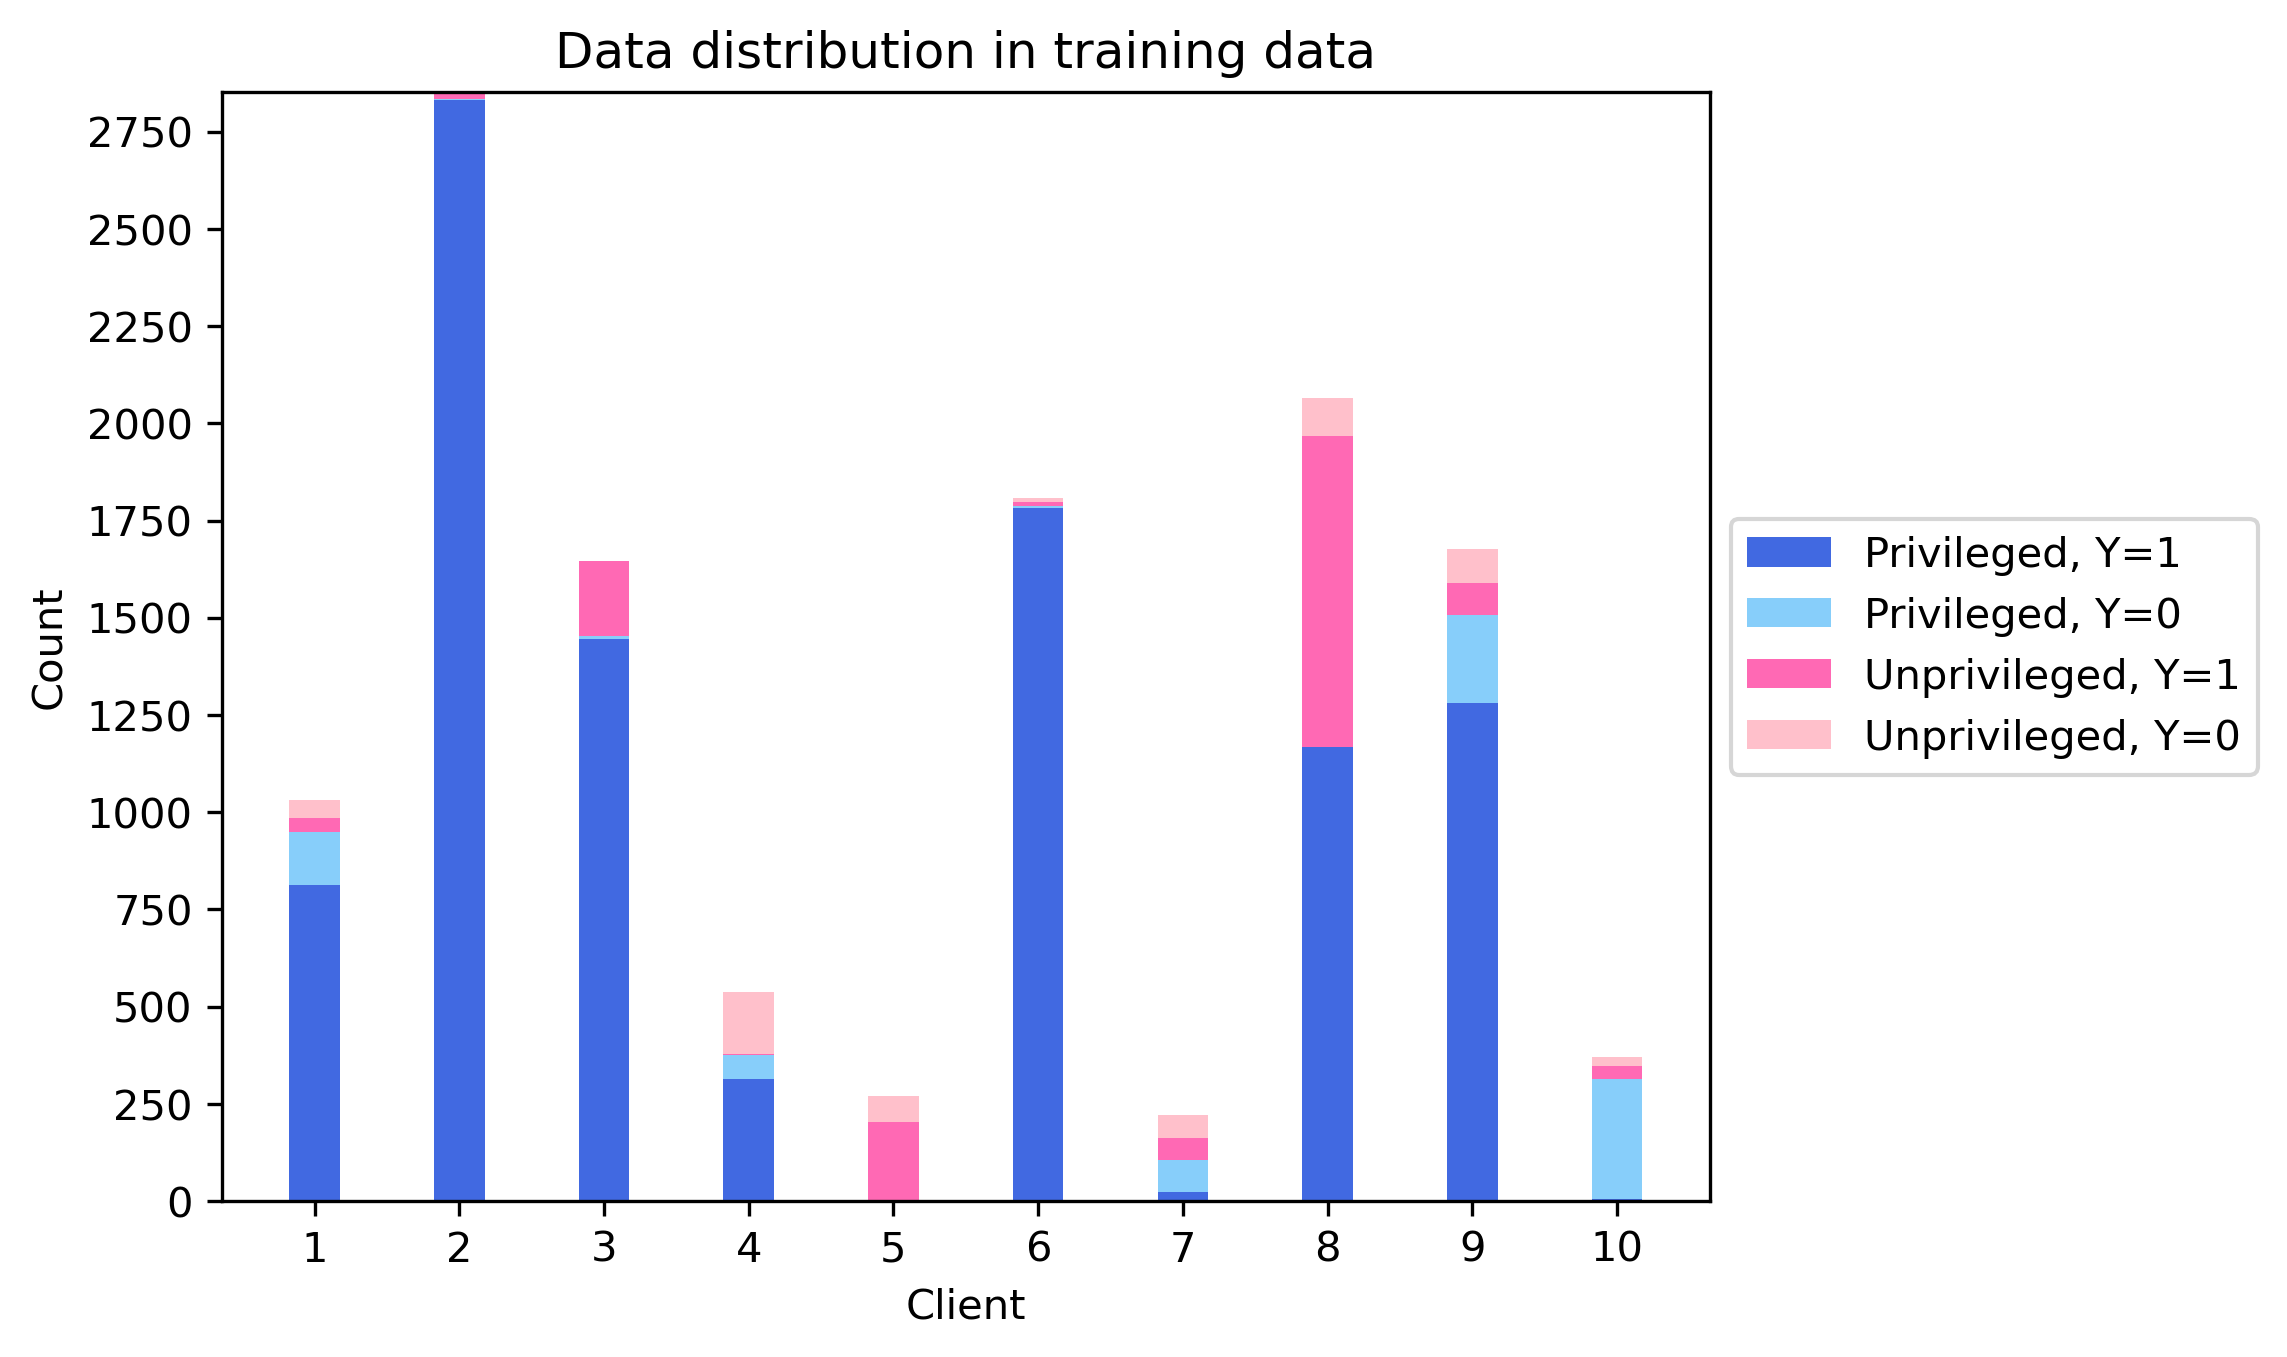 Data distribution in training data
Count
2750
2500
2250
2000
1750
1500
1250
1000
750
500
250
0
1 2 3 4 5 6 7 8 9 10
Client
Privileged, Y=1
Privileged, Y=0
Unprivileged, Y=1
Unprivileged, Y=0